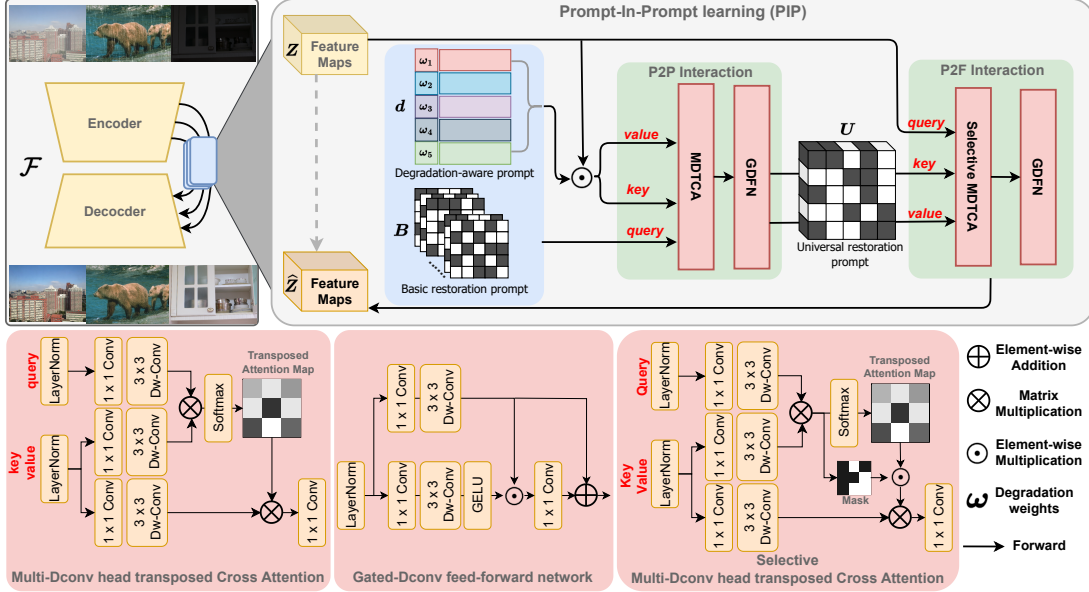 Prompt-In-Prompt learning (PIP)
Z
Feature
Maps
ω₁
ω₂
ω₃
ω₄
ω₅
d
Degradation-aware prompt
B
Basic restoration prompt
Ẑ
Feature
Maps
Encoder
F
Decocder
P2P Interaction
value
key
query
MDTCA
GDFN
U
Universal restoration
prompt
P2F Interaction
query
key
value
Selective
MDTCA
GDFN
query
LayerNorm
1 x 1 Conv
3 x 3
Dw-Conv
key
value
LayerNorm
1 x 1 Conv
3 x 3
Dw-Conv
1 x 1 Conv
3 x 3
Dw-Conv
Softmax
Transposed
Attention Map
1 x 1 Conv
Multi-Dconv head transposed Cross Attention
LayerNorm
1 x 1 Conv
3 x 3
Dw-Conv
1 x 1 Conv
3 x 3
Dw-Conv
GELU
1 x 1 Conv
Gated-Dconv feed-forward network
Query
LayerNorm
1 x 1 Conv
3 x 3
Dw-Conv
Key
Value
LayerNorm
1 x 1 Conv
3 x 3
Dw-Conv
1 x 1 Conv
3 x 3
Dw-Conv
Softmax
Transposed
Attention Map
Mask
1 x 1 Conv
Selective
Multi-Dconv head transposed Cross Attention
Element-wise
Addition
Matrix
Multiplication
Element-wise
Multiplication
ω
Degradation
weights
Forward